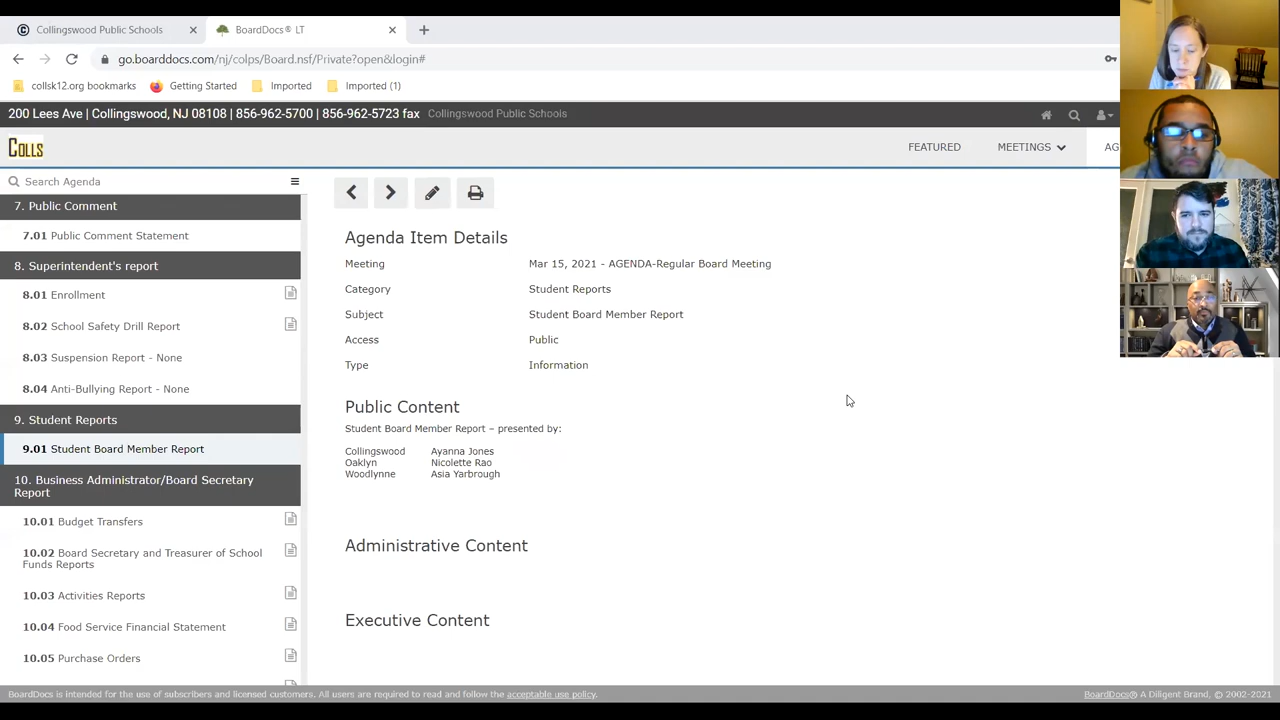 Collingswood Public Schools
BoardDocs® LT
go.boarddocs.com/nj/colps/Board.nsf/Private?open&login#
collsk12.org bookmarks
Getting Started
Imported
Imported (1)
200 Lees Ave | Collingswood, NJ 08108 | 856-962-5700 | 856-962-5723 fax Collingswood Public Schools
COLLS
FEATURED
MEETINGS
AG
Search Agenda
7. Public Comment
7.01 Public Comment Statement
8. Superintendent's report
8.01 Enrollment
8.02 School Safety Drill Report
8.03 Suspension Report - None
8.04 Anti-Bullying Report - None
9. Student Reports
9.01 Student Board Member Report
10. Business Administrator/Board Secretary
Report
10.01 Budget Transfers
10.02 Board Secretary and Treasurer of School
Funds Reports
10.03 Activities Reports
10.04 Food Service Financial Statement
10.05 Purchase Orders
Agenda Item Details
Meeting Mar 15, 2021 - AGENDA-Regular Board Meeting
Category Student Reports
Subject Student Board Member Report
Access Public
Type Information
Public Content
Student Board Member Report – presented by:
Collingswood Ayanna Jones
Oaklyn Nicolette Rao
Woodlynne Asia Yarbrough
Administrative Content
Executive Content
BoardDocs is intended for the use of subscribers and licensed customers. All users are required to read and follow the acceptable use policy.
BoardDocs® A Diligent Brand, © 2002-2021